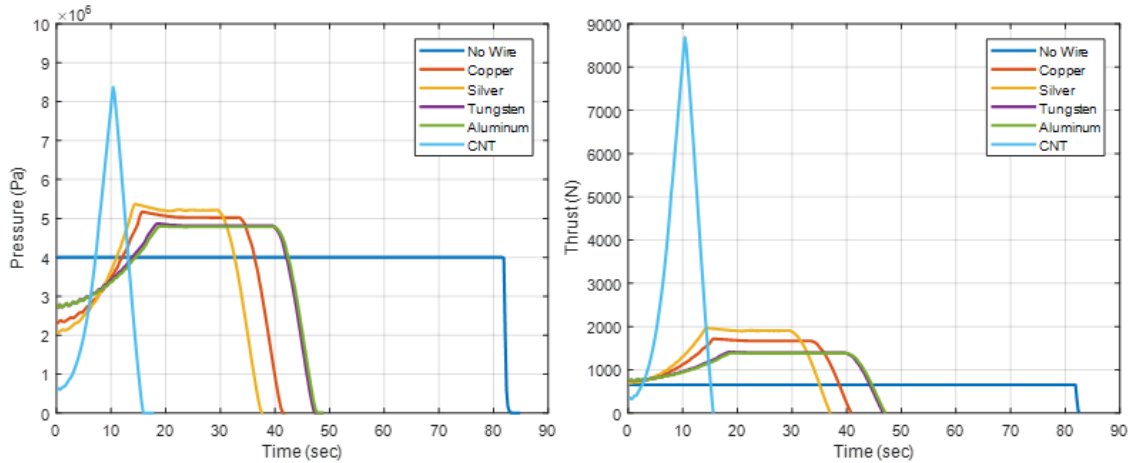 ×10⁶
10
9
8
7
6
5
4
3
2
1
0
Pressure (Pa)
0 10 20 30 40 50 60 70 80 90
Time (sec)
No Wire
Copper
Silver
Tungsten
Aluminum
CNT
9000
8000
7000
6000
5000
4000
3000
2000
1000
0
Thrust (N)
0 10 20 30 40 50 60 70 80 90
Time (sec)
No Wire
Copper
Silver
Tungsten
Aluminum
CNT